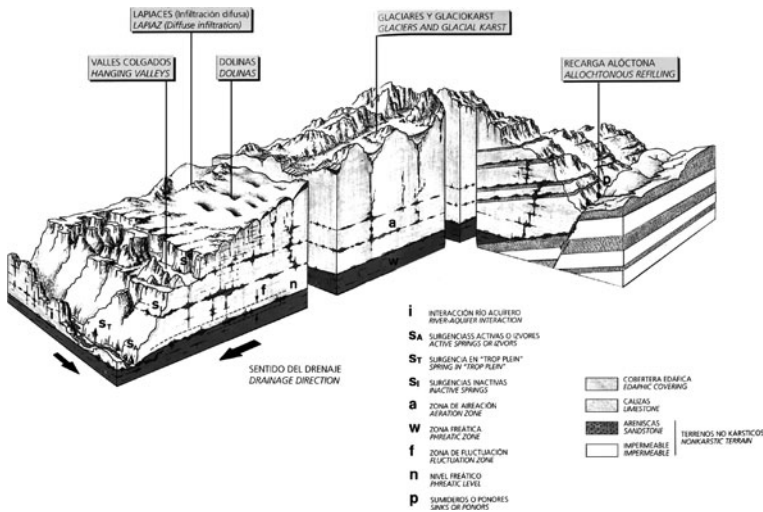 LAPIACES (Infiltración difusa)
LAPIAZ (Diffuse infiltration)
GLACIARES Y GLACIOKARST
GLACIERS AND GLACIAL KARST
VALLES COLGADOS
HANGING VALLEYS
DOLINAS
DOLINAS
RECARGA ALÓCTONA
ALLOCHTONOUS REFILLING
p
a
w
n
f
SI
ST
SA
i
SENTIDO DEL DRENAJE
DRAINAGE DIRECTION
i INTERACCIÓN RÍO ACUÍFERO
RIVER-AQUIFER INTERACTION
SA SURGENCIASS ACTIVAS O IZVORES
ACTIVE SPRINGS OR IZVORS
ST SURGENCIA EN "TROP PLEIN"
SPRING IN "TROP PLEIN"
SI SURGENCIAS INACTIVAS
INACTIVE SPRINGS
a ZONA DE AIREACIÓN
AERATION ZONE
w ZONA FREÁTICA
PHREATIC ZONE
f ZONA DE FLUCTUACIÓN
FLUCTUATION ZONE
n NIVEL FREÁTICO
PHREATIC LEVEL
p SUMIDEROS O PONORES
SINKS OR PONORS
COBERTERA EDÁFICA
EDAPHIC COVERING
CALIZAS
LIMESTONE
ARENISCAS
SANDSTONE
IMPERMEABLE
IMPERMEABLE
TERRENOS NO KÁRSTICOS
NONKARSTIC TERRAIN